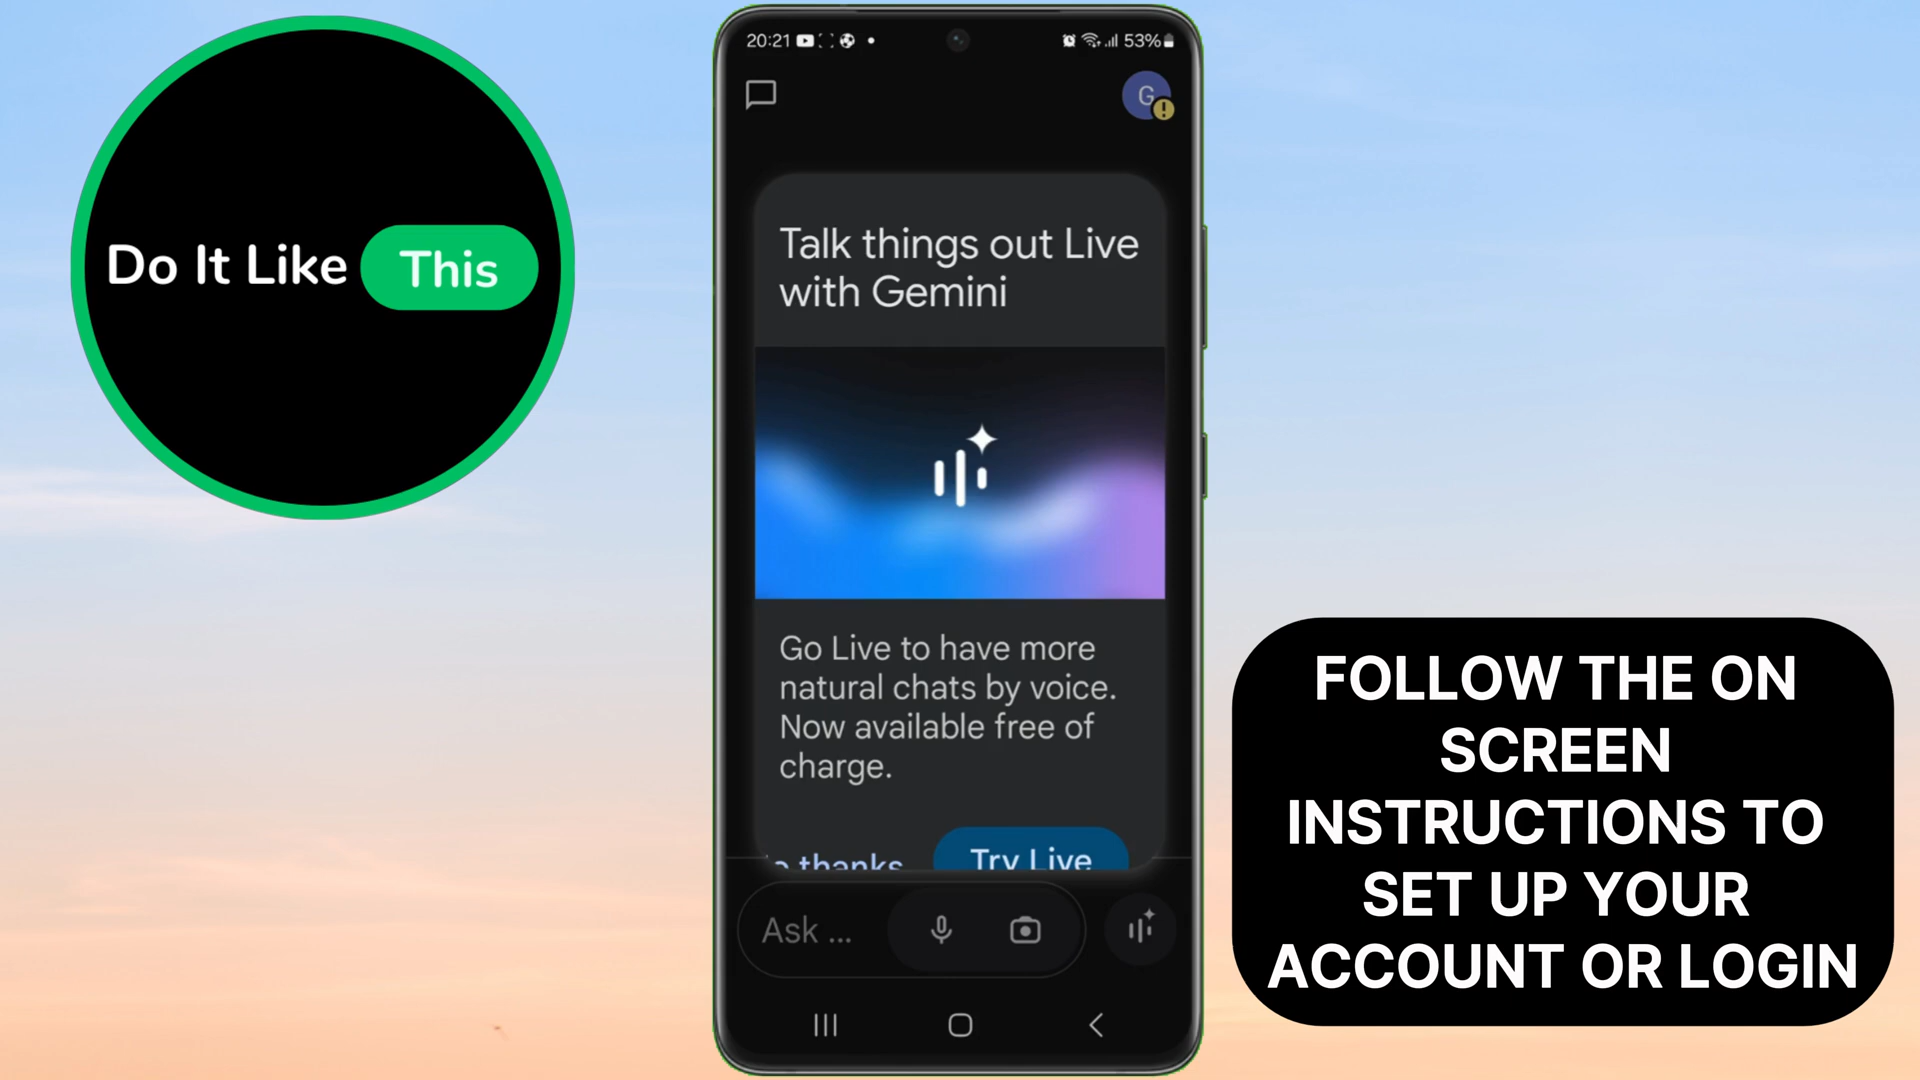 Do It Like This
20:21
53%
G
Talk things out Live
with Gemini
Go Live to have more
natural chats by voice.
Now available free of
charge.
thanks
Try Live
Ask ...
FOLLOW THE ON
SCREEN
INSTRUCTIONS TO
SET UP YOUR
ACCOUNT OR LOGIN